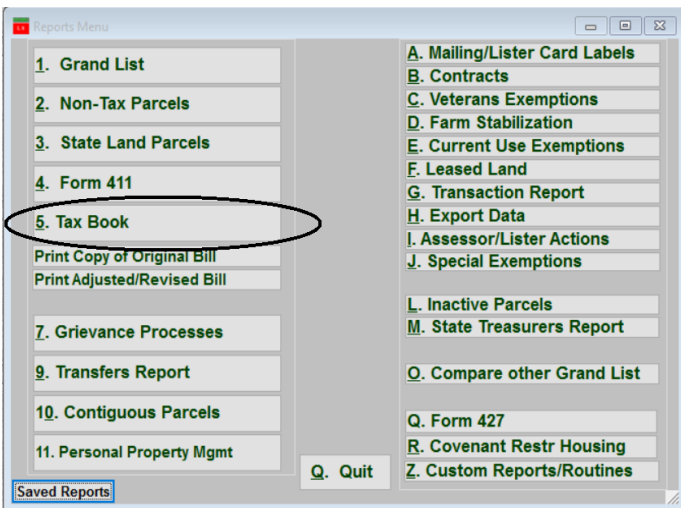 Reports Menu
1. Grand List
2. Non-Tax Parcels
3. State Land Parcels
4. Form 411
5. Tax Book
Print Copy of Original Bill
Print Adjusted/Revised Bill
7. Grievance Processes
9. Transfers Report
10. Contiguous Parcels
11. Personal Property Mgmt
Saved Reports
Q. Quit
A. Mailing/Lister Card Labels
B. Contracts
C. Veterans Exemptions
D. Farm Stabilization
E. Current Use Exemptions
F. Leased Land
G. Transaction Report
H. Export Data
I. Assessor/Lister Actions
J. Special Exemptions
L. Inactive Parcels
M. State Treasurers Report
O. Compare other Grand List
Q. Form 427
R. Covenant Restr Housing
Z. Custom Reports/Routines